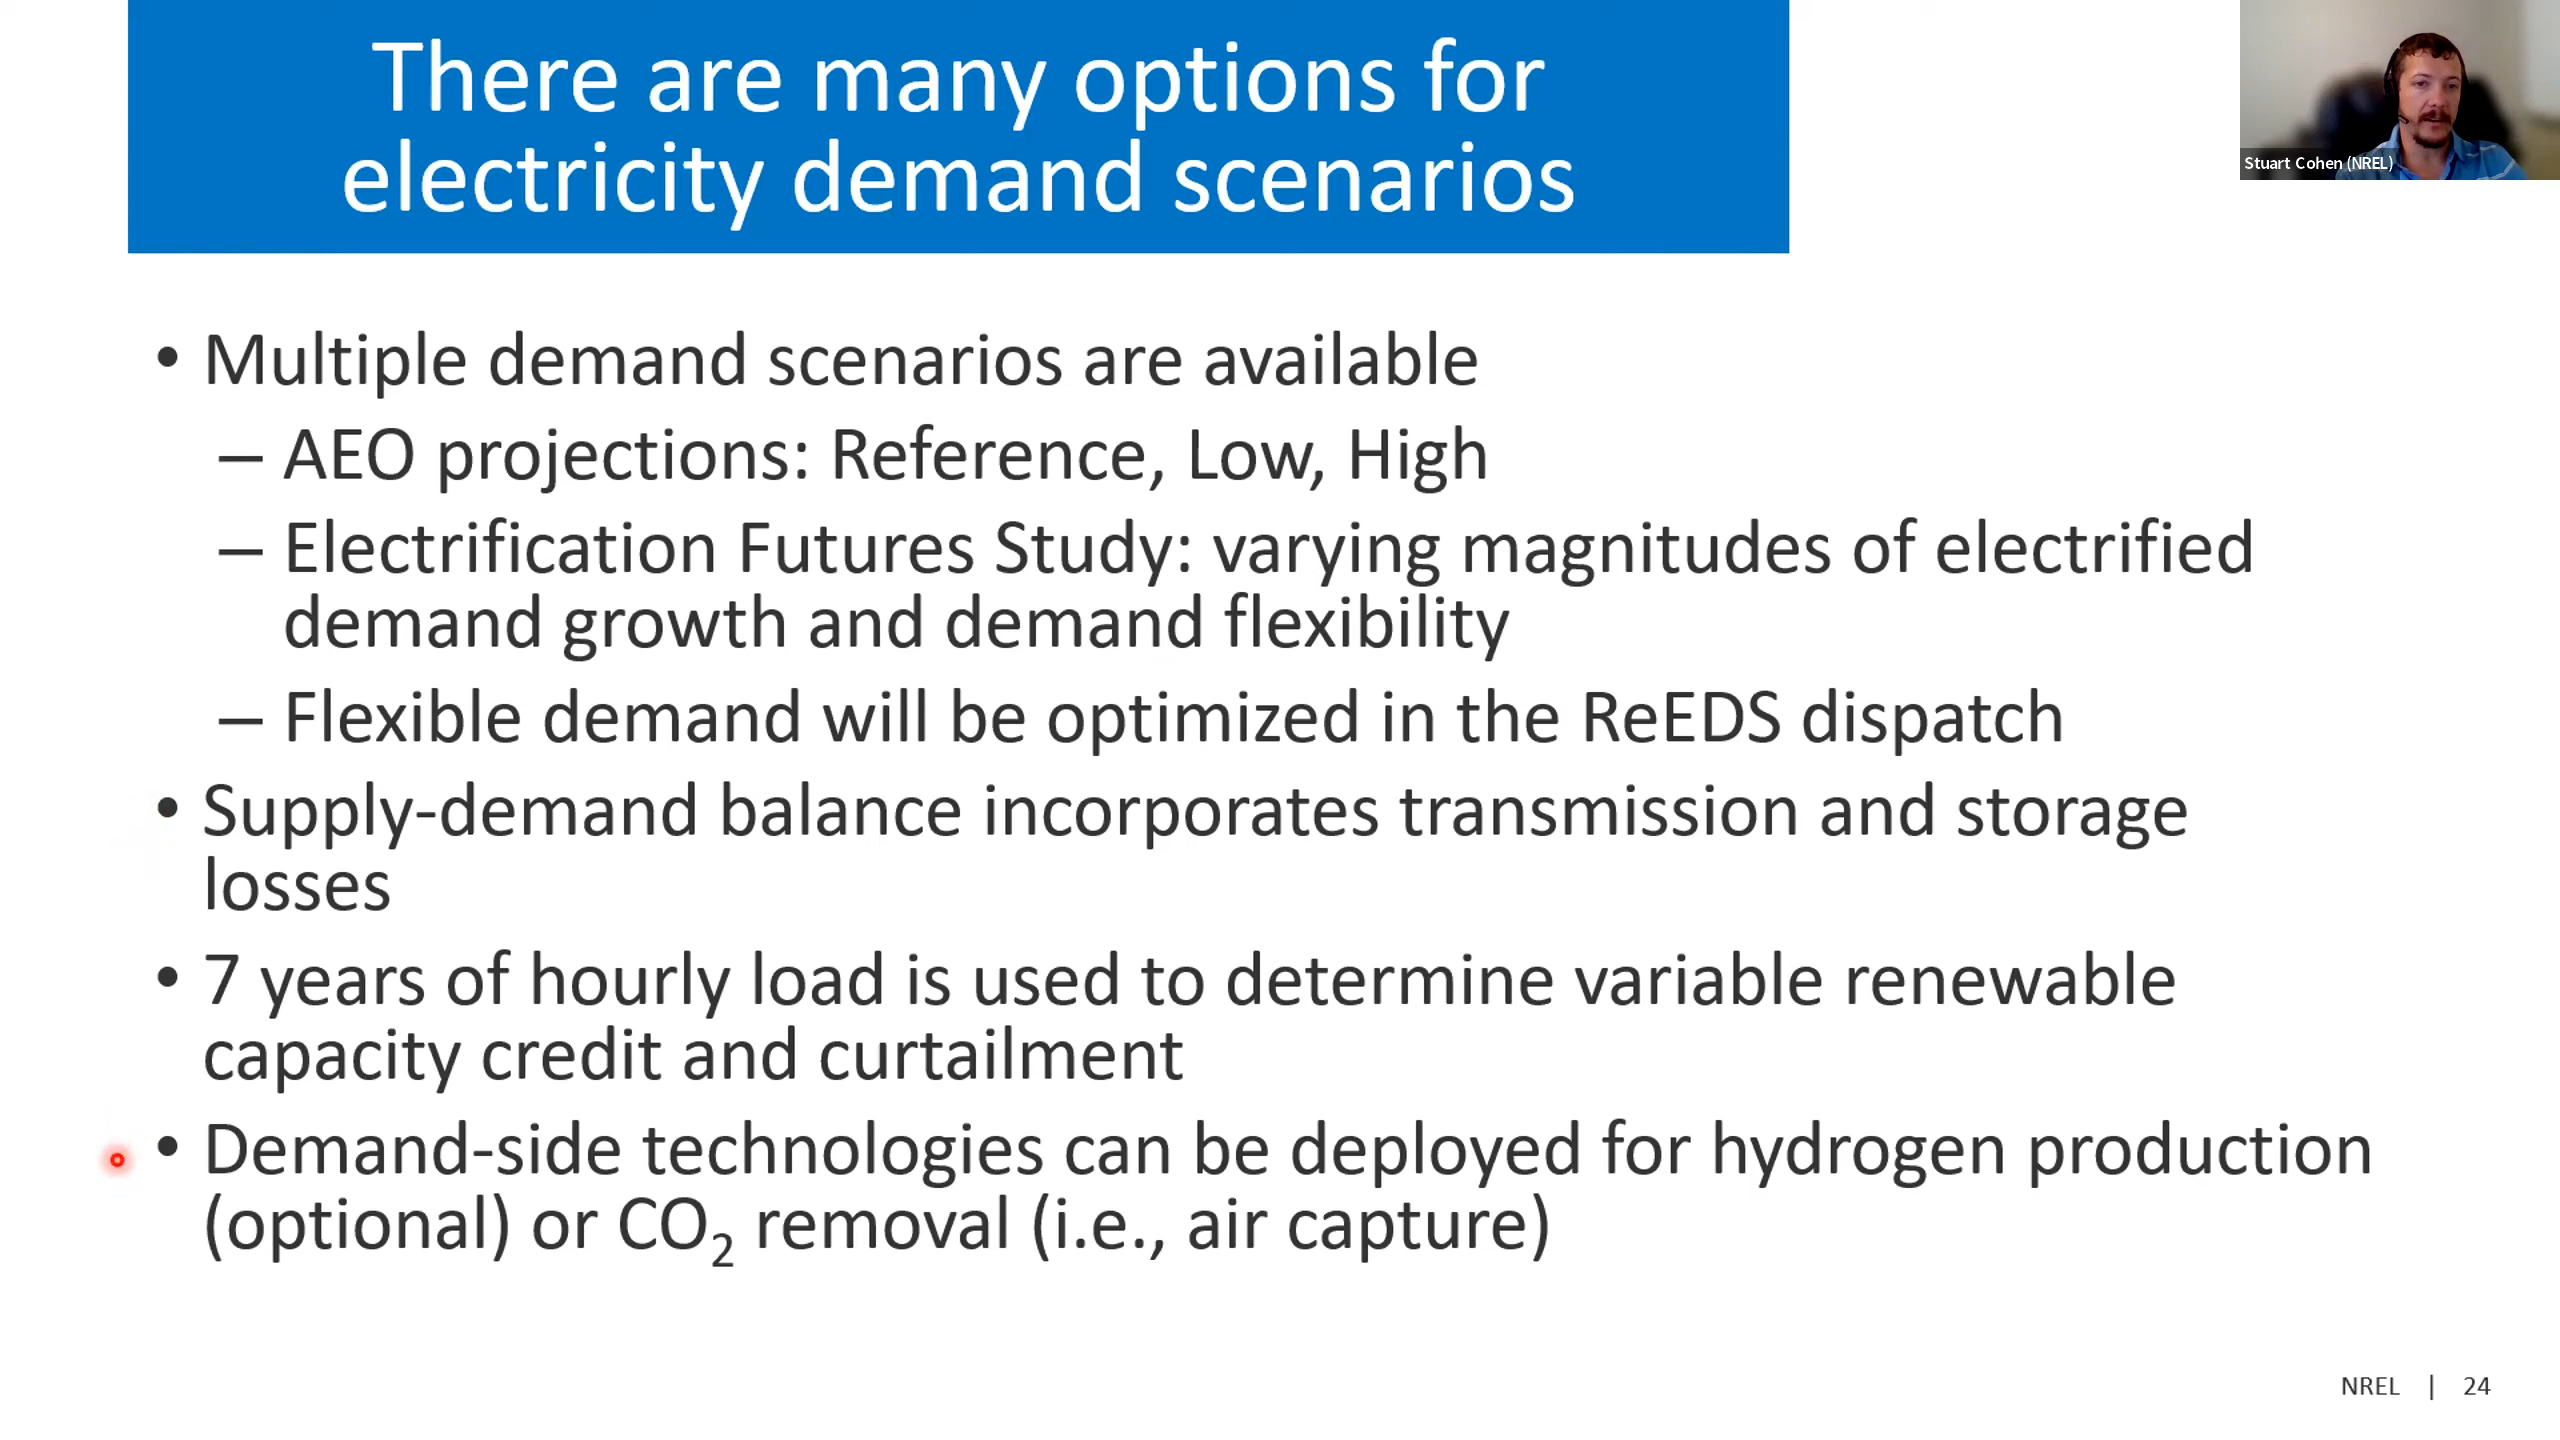 There are many options for
electricity demand scenarios
Stuart Cohen (NREL)
• Multiple demand scenarios are available
– AEO projections: Reference, Low, High
– Electrification Futures Study: varying magnitudes of electrified
demand growth and demand flexibility
– Flexible demand will be optimized in the ReEDS dispatch
• Supply-demand balance incorporates transmission and storage
losses
• 7 years of hourly load is used to determine variable renewable
capacity credit and curtailment
• Demand-side technologies can be deployed for hydrogen production
(optional) or CO₂ removal (i.e., air capture)
NREL | 24